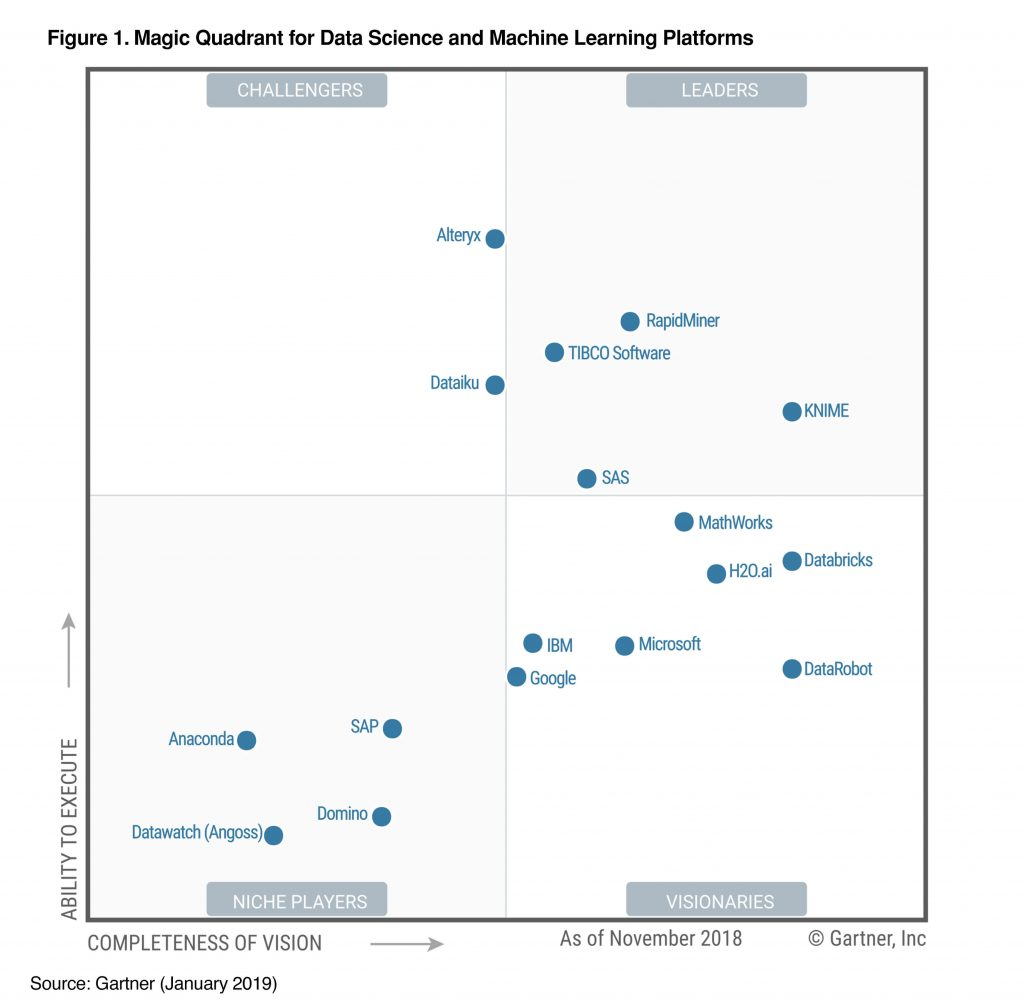 Figure 1. Magic Quadrant for Data Science and Machine Learning Platforms
CHALLENGERS
LEADERS
Alteryx
RapidMiner
TIBCO Software
Dataiku
KNIME
SAS
MathWorks
Databricks
H2O.ai
IBM
Microsoft
Google
DataRobot
SAP
Anaconda
Domino
Datawatch (Angoss)
NICHE PLAYERS
VISIONARIES
ABILITY TO EXECUTE
COMPLETENESS OF VISION
As of November 2018
© Gartner, Inc
Source: Gartner (January 2019)